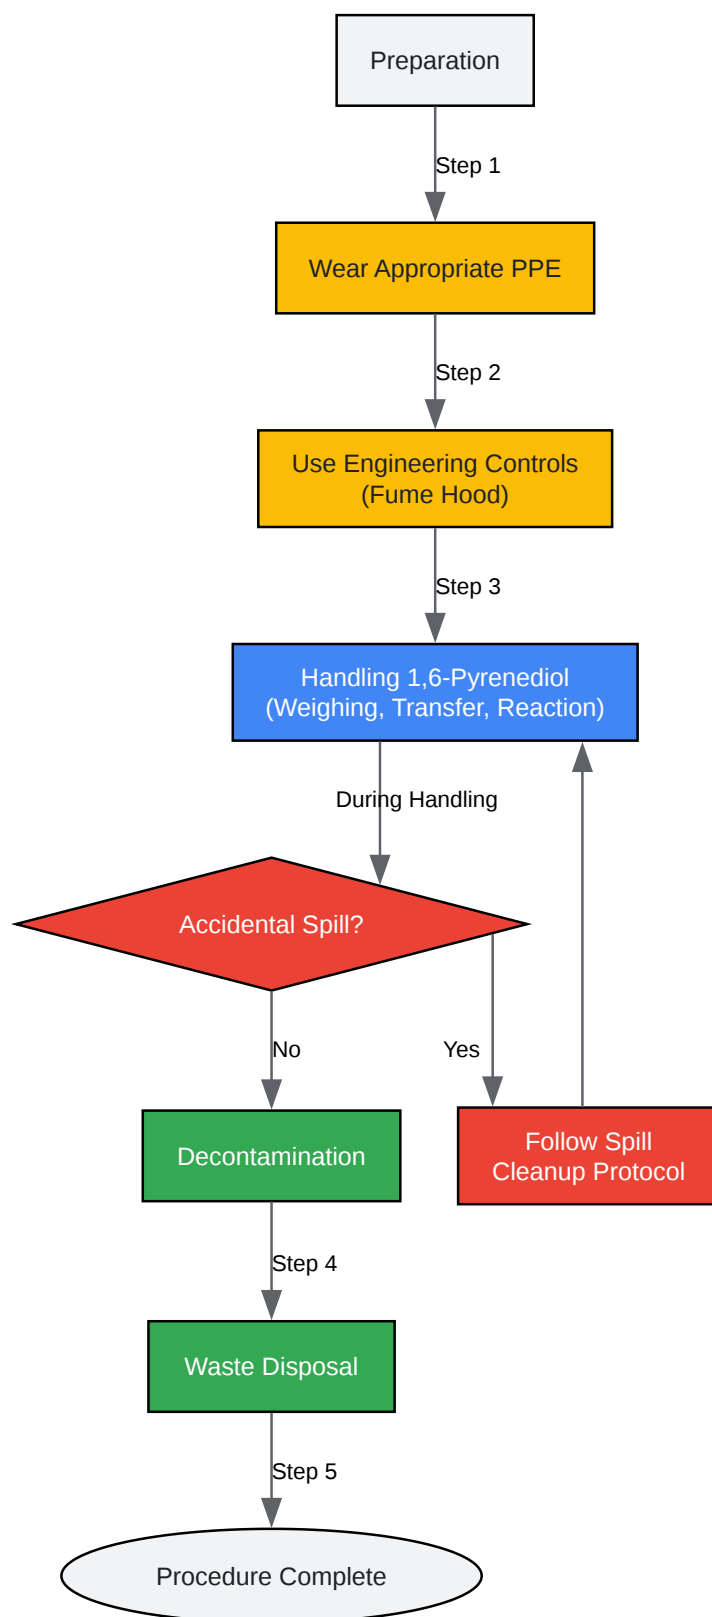 Preparation
Step 1
Wear Appropriate PPE
Step 2
Use Engineering Controls
(Fume Hood)
Step 3
Handling 1,6-Pyrenediol
(Weighing, Transfer, Reaction)
During Handling
Accidental Spill?
No
Yes
Decontamination
Follow Spill
Cleanup Protocol
Step 4
Waste Disposal
Step 5
Procedure Complete